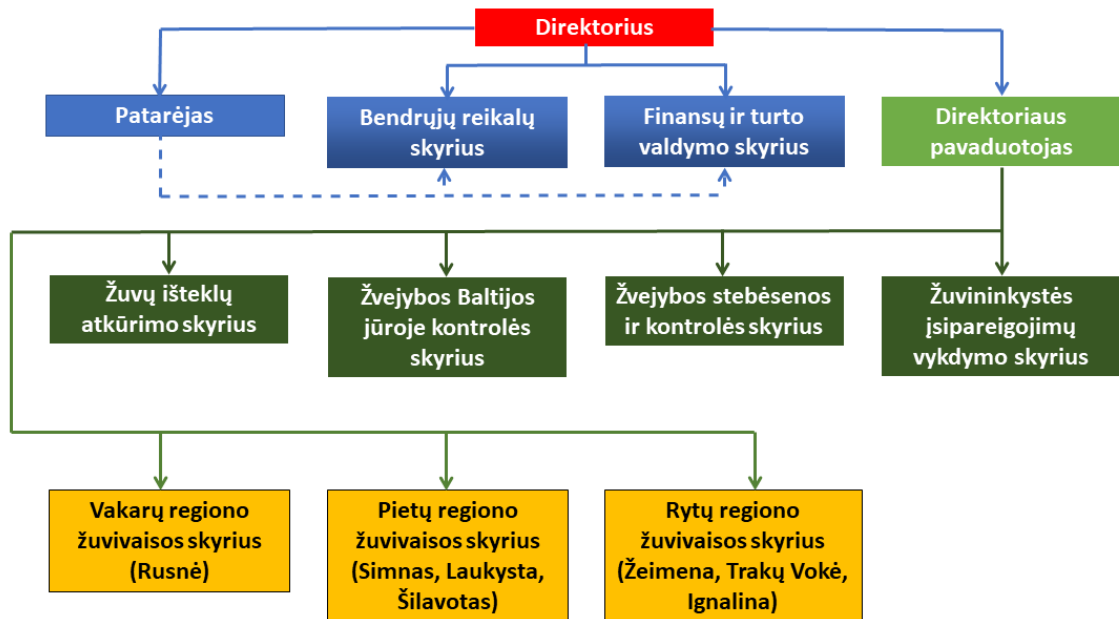 Direktorius
Patarėjas
Bendrųjų reikalų
skyrius
Finansų ir turto
valdymo skyrius
Direktoriaus
pavaduotojas
Žuvų išteklų
atkūrimo skyrius
Žvejybos Baltijos
jūroje kontrolės
skyrius
Žvejybos stebėsenos
ir kontrolės skyrius
Žuvininkystės
įsipareigojimų
vykdymo skyrius
Vakarų regiono
žuvivaisos skyrius
(Rusnė)
Pietų regiono
žuvivaisos skyrius
(Simnas, Laukysta,
Šilavotas)
Rytų regiono
žuvivaisos skyrius
(Žeimena, Trakų Vokė,
Ignalina)